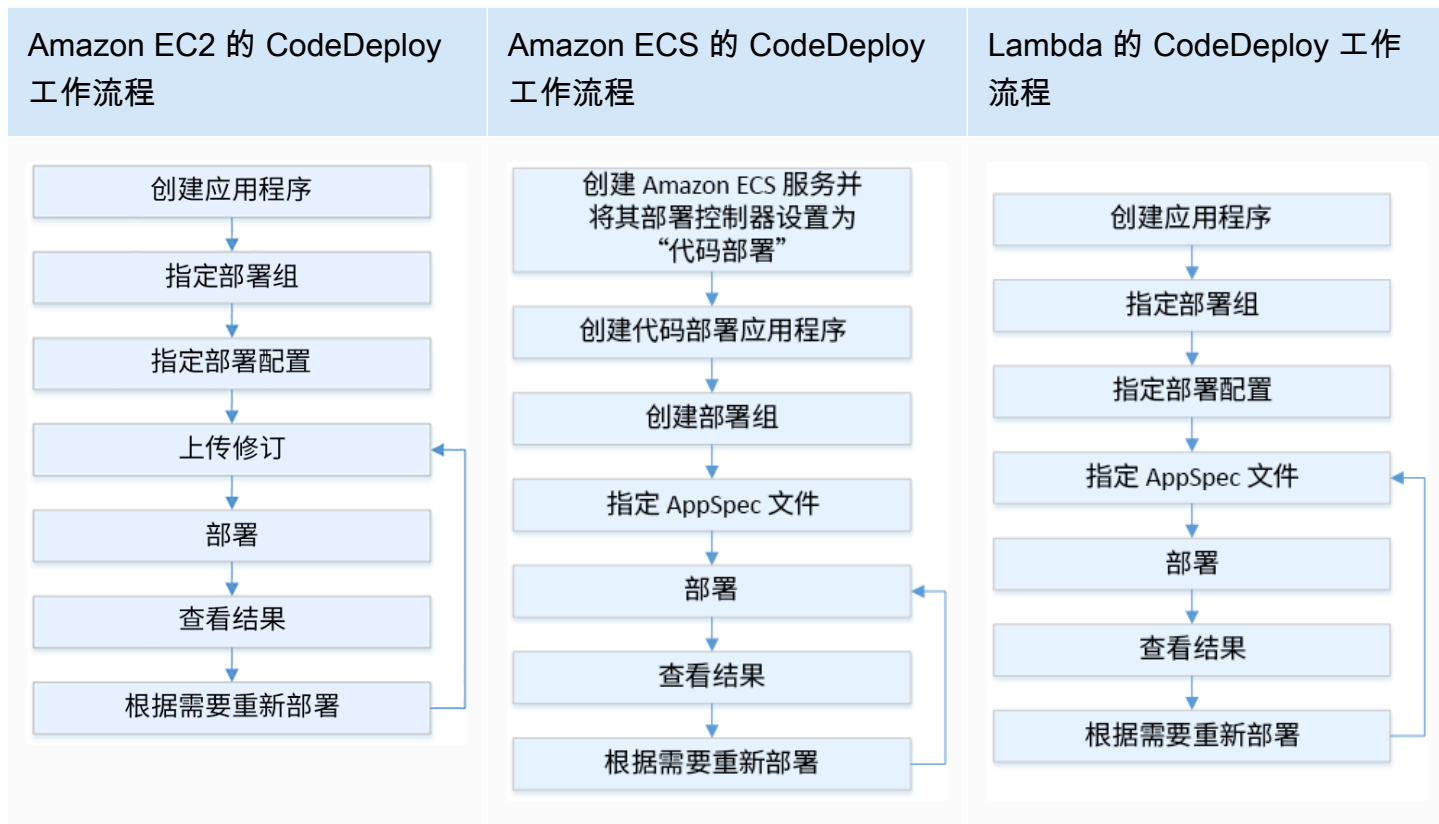 Amazon EC2 的 CodeDeploy
工作流程
Amazon ECS 的 CodeDeploy
工作流程
Lambda 的 CodeDeploy 工作
流程
创建应用程序
指定部署组
指定部署配置
上传修订
部署
查看结果
根据需要重新部署
创建 Amazon ECS 服务并
将其部署控制器设置为
“代码部署”
创建代码部署应用程序
创建部署组
指定 AppSpec 文件
部署
查看结果
根据需要重新部署
创建应用程序
指定部署组
指定部署配置
指定 AppSpec 文件
部署
查看结果
根据需要重新部署